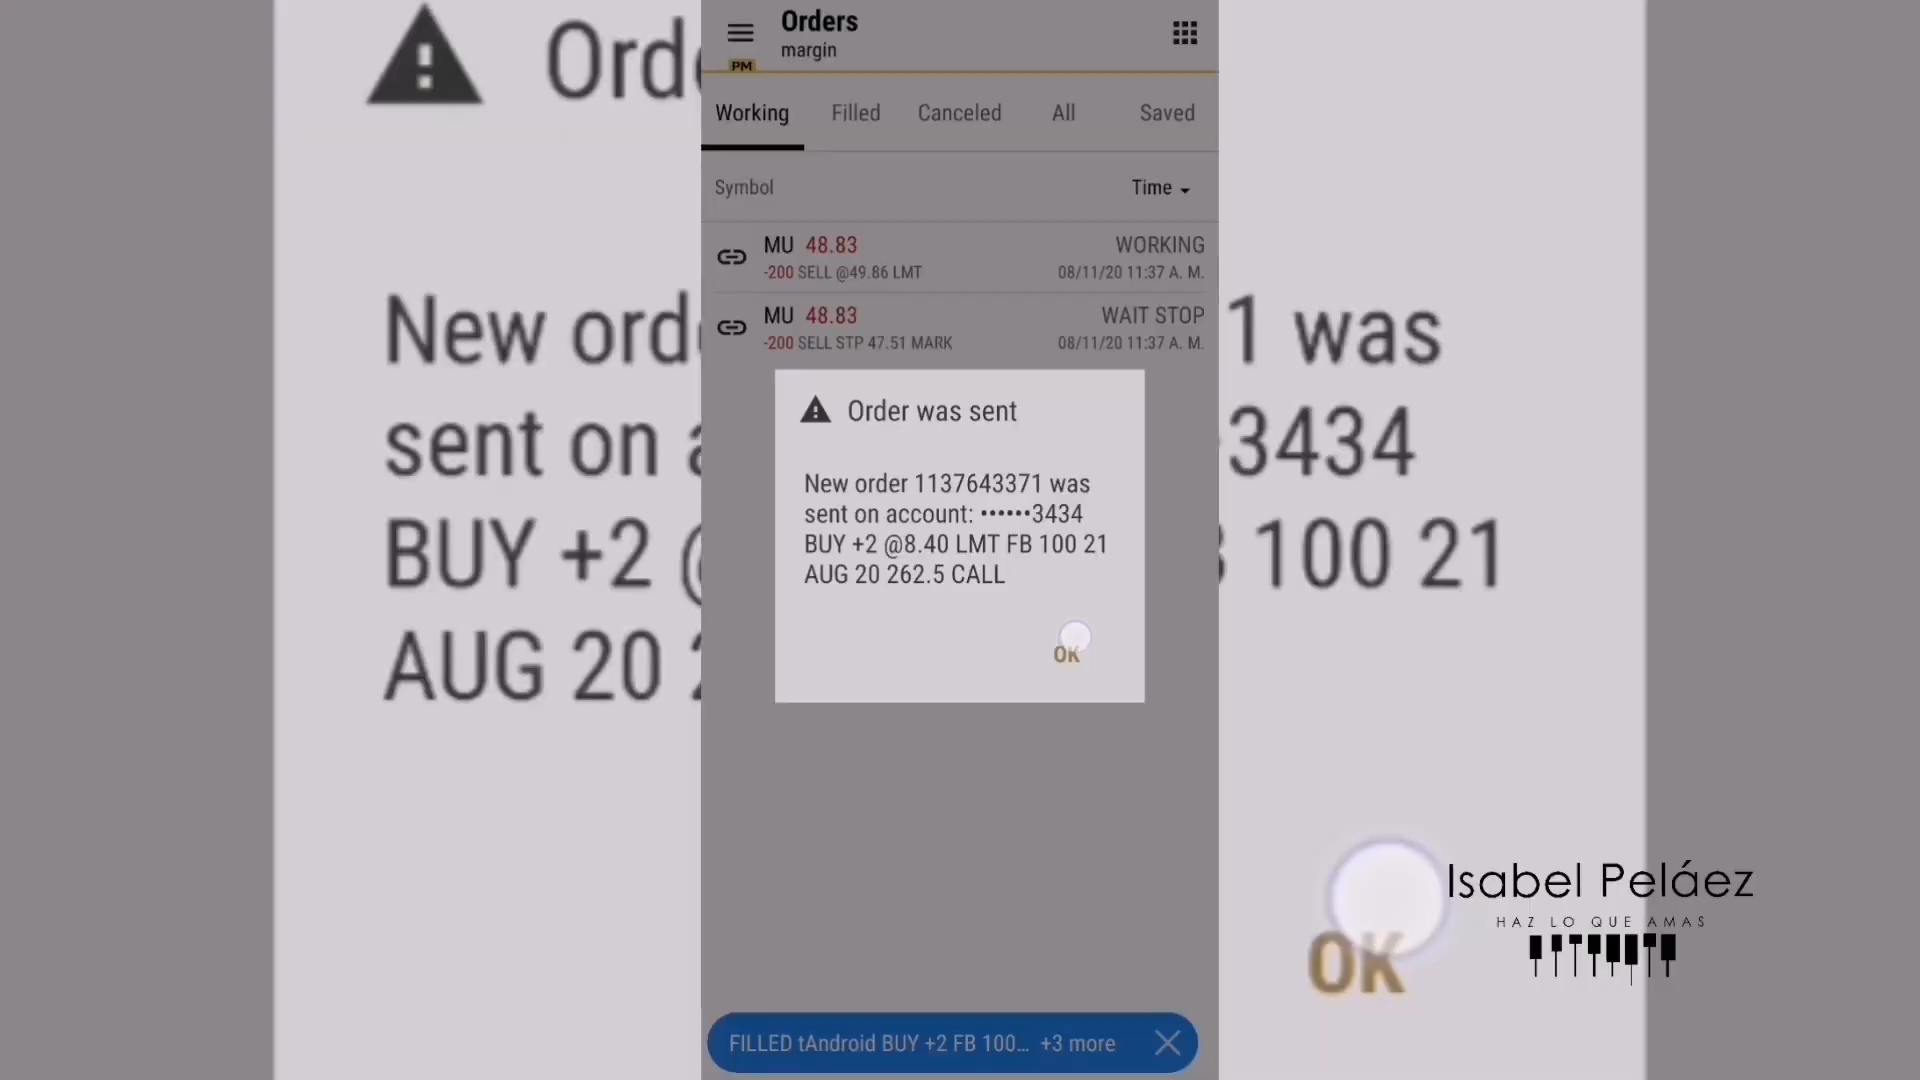 Orders
margin
PM
Working Filled Canceled All Saved
Symbol Time
MU 48.83 WORKING
-200 SELL @49.86 LMT 08/11/20 11:37 A. M.
MU 48.83 WAIT STOP
-200 SELL STP 47.51 MARK 08/11/20 11:37 A. M.
Order was sent
New order 1137643371 was
sent on account: ••••••3434
BUY +2 @8.40 LMT FB 100 21
AUG 20 262.5 CALL
OK
FILLED tAndroid BUY +2 FB 100... +3 more
Ord
New ord 1 was
sent on 3434
BUY +2 100 21
AUG 20
OK
Isabel Peláez
HAZ LO QUE AMAS